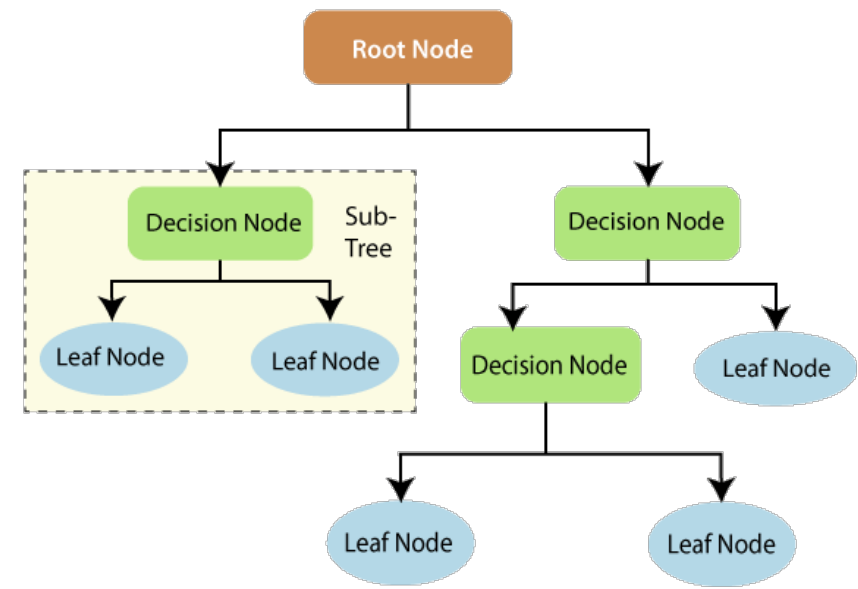 Root Node
Decision Node
Sub-
Tree
Decision Node
Leaf Node
Leaf Node
Decision Node
Leaf Node
Leaf Node
Leaf Node